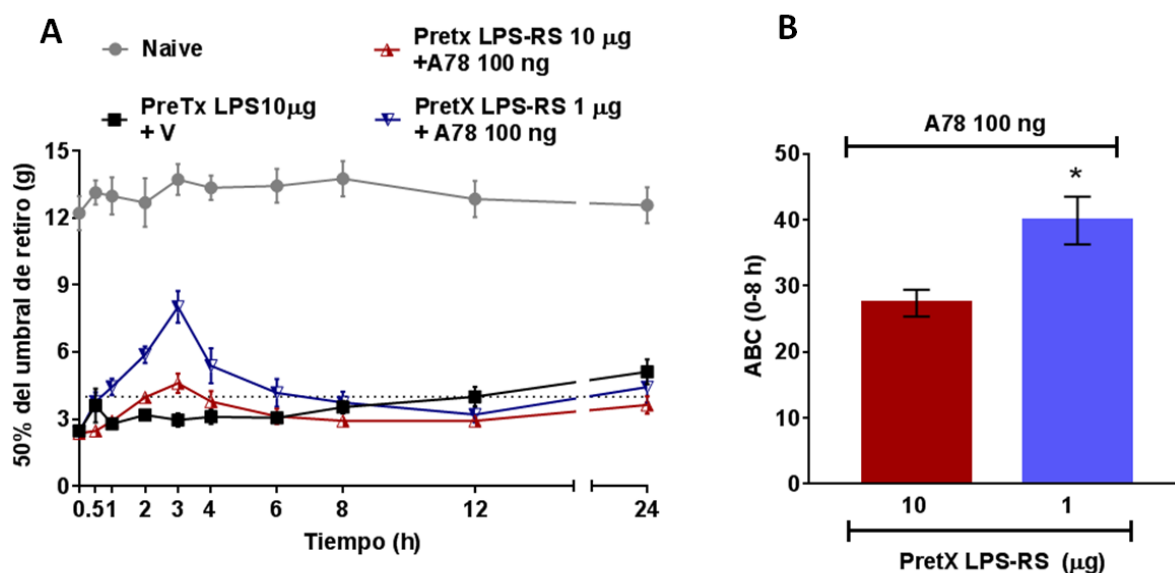 A
Naive
PreTx LPS10µg
+ V
Pretx LPS-RS 10 µg
+A78 100 ng
PretX LPS-RS 1 µg
+ A78 100 ng
50% del umbral de retiro (g)
15
12
9
6
3
0
0.51 2 3 4 6 8 12 24
Tiempo (h)
B
A78 100 ng
ABC (0-8 h)
50
40
30
20
10
0
*
10 1
PretX LPS-RS (µg)